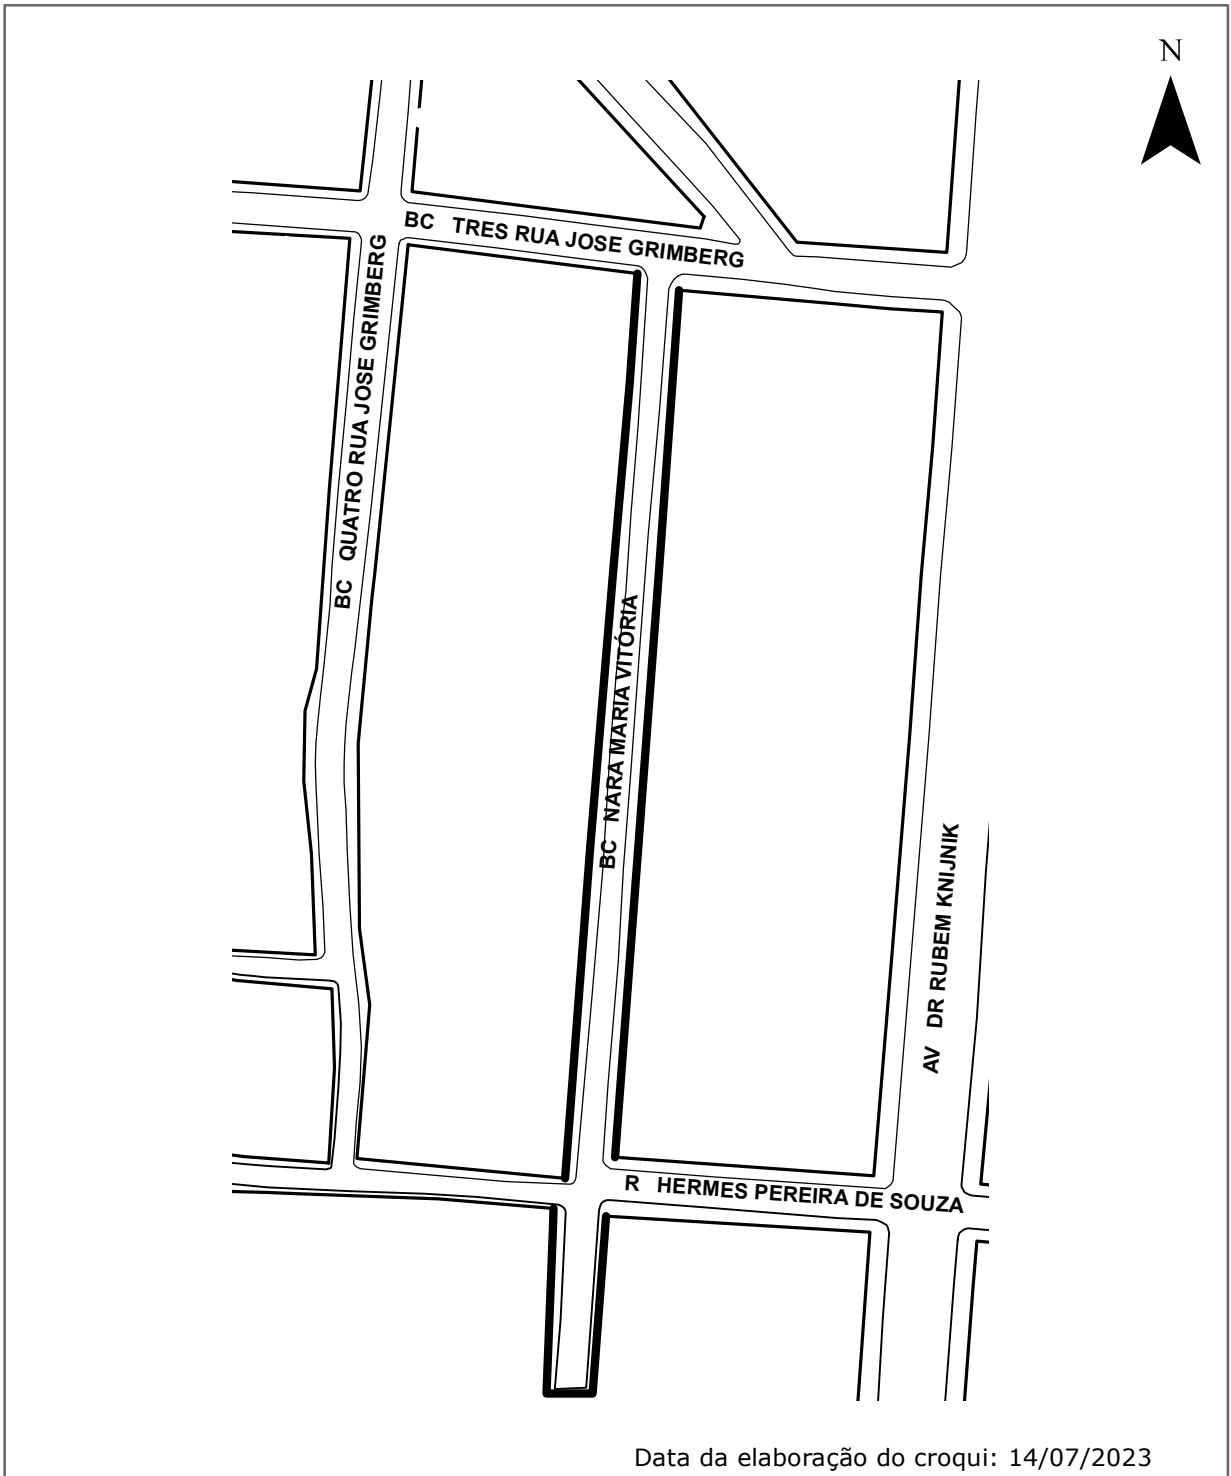 N
BC TRES RUA JOSE GRIMBERG
BC QUATRO RUA JOSE GRIMBERG
BC NARA MARIA VITÓRIA
AV DR RUBEM KNIJNIK
R HERMES PEREIRA DE SOUZA
Data da elaboração do croqui: 14/07/2023